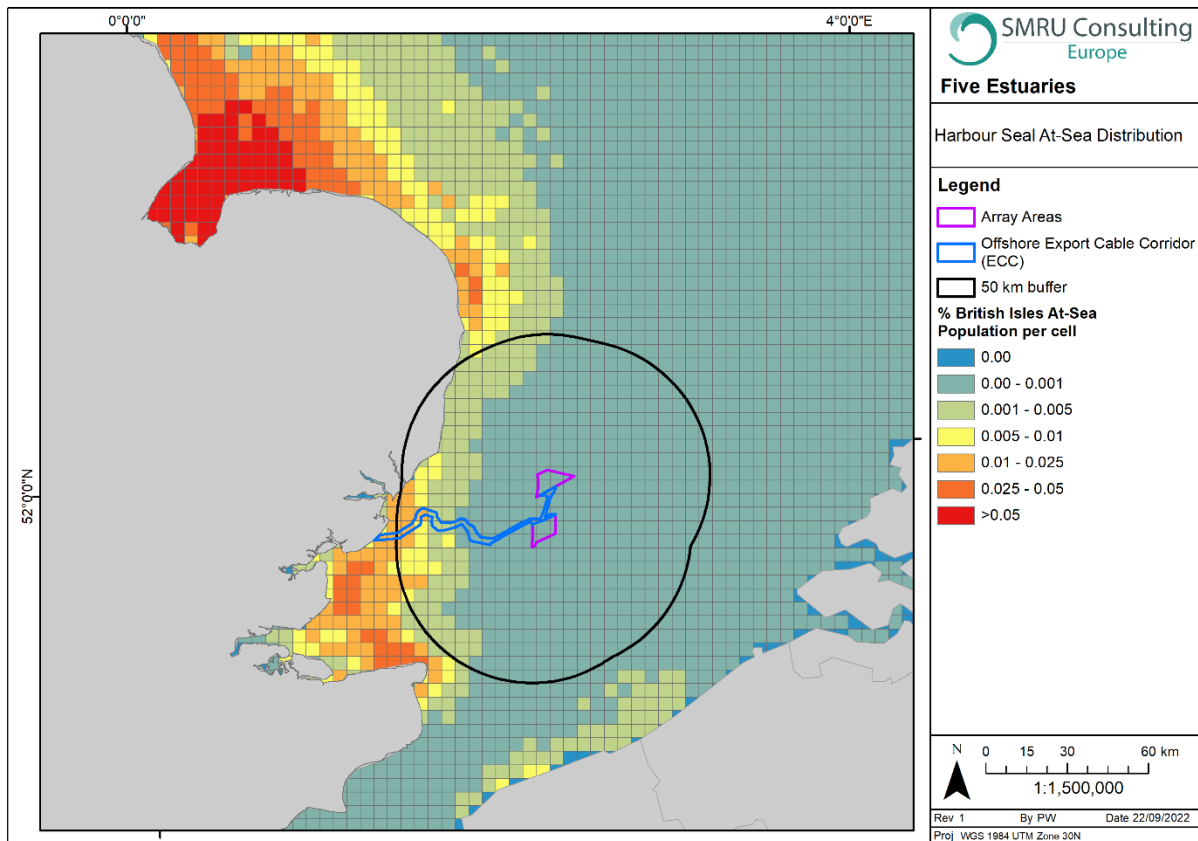 0°0'0"
4°0'0"E
52°0'0"N
SMRU Consulting
Europe
Five Estuaries
Harbour Seal At-Sea Distribution
Legend
Array Areas
Offshore Export Cable Corridor
(ECC)
50 km buffer
% British Isles At-Sea
Population per cell
0.00
0.00 - 0.001
0.001 - 0.005
0.005 - 0.01
0.01 - 0.025
0.025 - 0.05
>0.05
N
0 15 30 60 km
1:1,500,000
Rev 1 By PW Date 22/09/2022
Proj WGS 1984 UTM Zone 30N